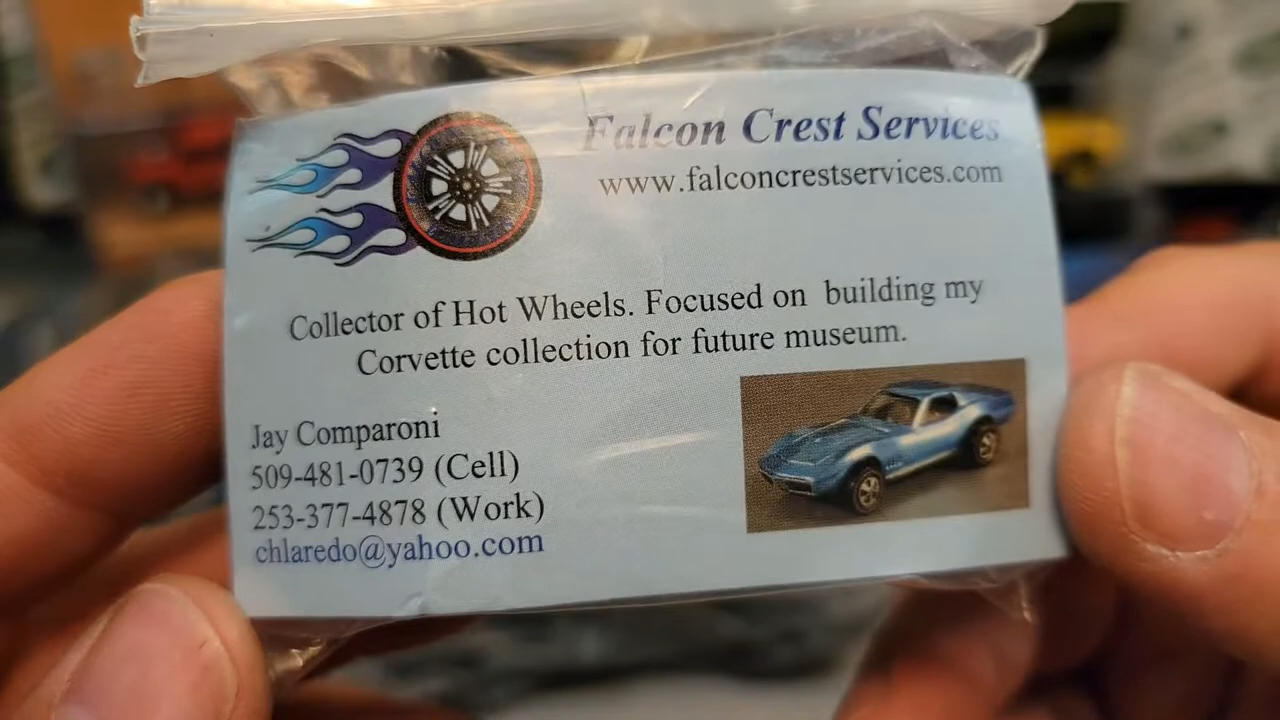 Falcon Crest Services
www.falconcrestservices.com
Collector of Hot Wheels. Focused on building my
Corvette collection for future museum.
Jay Comparoni
509-481-0739 (Cell)
253-377-4878 (Work)
chlaredo@yahoo.com